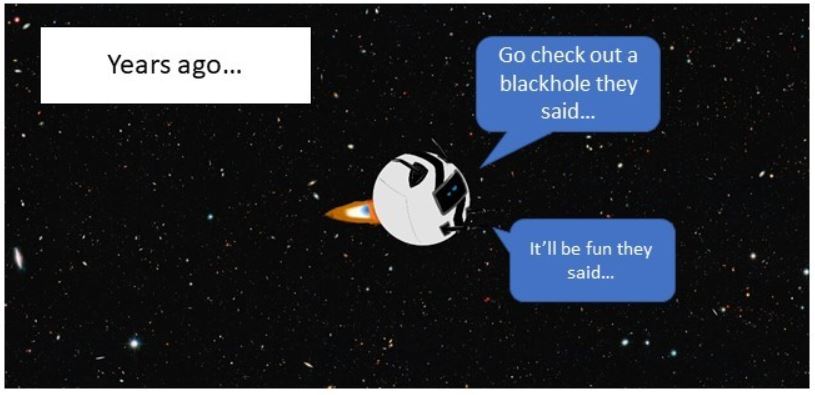 Years ago...
Go check out a
blackhole they
said...
It'll be fun they
said...